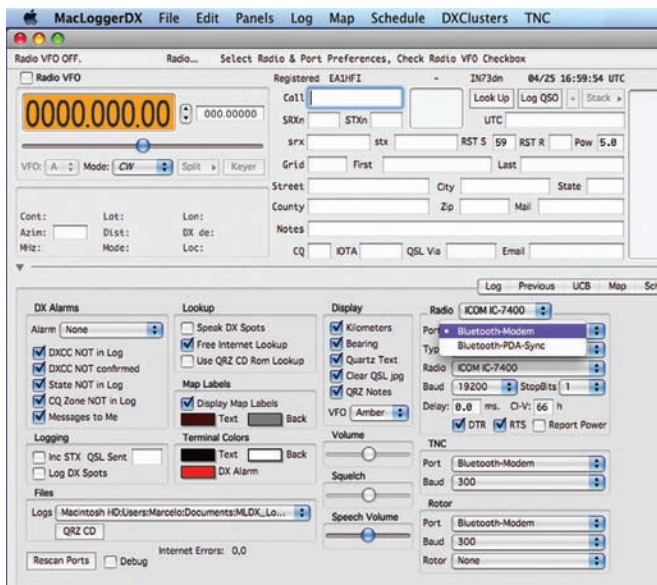 MacLoggerDX File Edit Panels Log Map Schedule DXClusters TNC
Radio VFO OFF. Radio... Select Radio & Port Preferences, Check Radio VFO Checkbox
Radio VFO Registered EA1HFI - IN73dn 04/25 16:59:54 UTC
0000.000.00 000.00000 Call Look Up Log QSO + Stack
SRXn STXn UTC
srx stx RST S 59 RST R Pow 5.0
VFO: A Mode: CW Split Keyer Grid First Last
Street City State
County Zip Mail
Cont: Lot: Lon: Notes
Azim: Dist: DX de:
MHz: Mode: Loc: CQ IOTA QSL Via Email
Log Previous UCB Map Sch
DX Alarms
Alarm None
DXCC NOT in Log
DXCC NOT confirmed
State NOT in Log
CQ Zone NOT in Log
Messages to Me
Logging
Inc STX QSL Sent
Log DX Spots
Files
Logs Macintosh HD:Users:Marcelo:Documents:MLDX_Lo...
QRZ CD
Rescan Ports Debug Internet Errors: 0,0
Lookup
Speak DX Spots
Free Internet Lookup
Use QRZ CD Rom Lookup
Map Labels
Display Map Labels
Text Back
Terminal Colors
Text Back
DX Alarm
Display
Kilometers
Bearing
Quartz Text
Clear QSL jpg
QRZ Notes
VFO Amber
Volume
Squelch
Speech Volume
Radio ICOM IC-7400
Port Bluetooth-Modem
Typ Bluetooth-PDA-Sync
Radio ICOM IC-7400
Baud 19200 StopBits 1
Delay: 0.0 ms. CI-V: 66 h
DTR RTS Report Power
TNC
Port Bluetooth-Modem
Baud 300
Rotor
Port Bluetooth-Modem
Baud 300
Rotor None